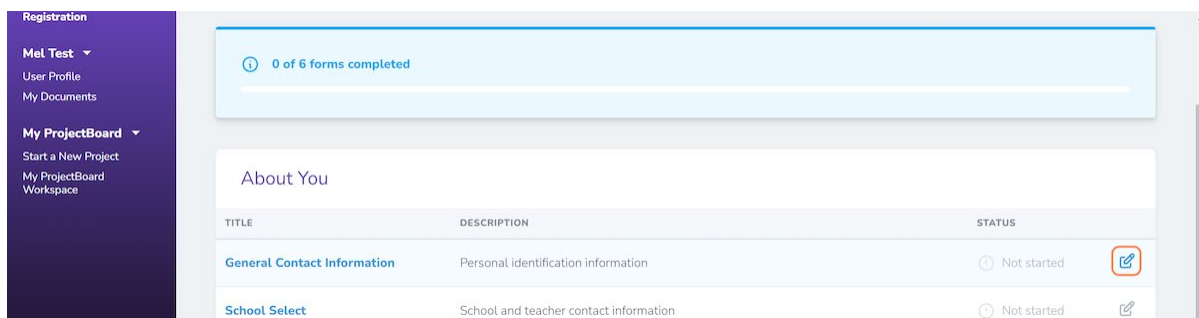 Registration
Mel Test
User Profile
My Documents
My ProjectBoard
Start a New Project
My ProjectBoard
Workspace
0 of 6 forms completed
About You
TITLE DESCRIPTION STATUS
General Contact Information Personal identification information Not started
School Select School and teacher contact information Not started